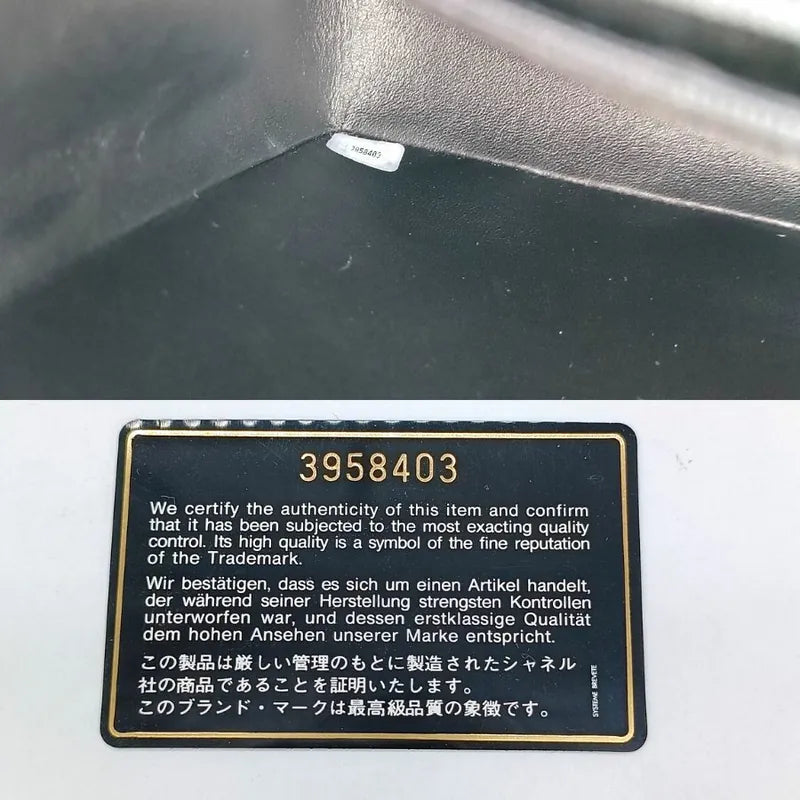 3958403
3958403
We certify the authenticity of this item and confirm
that it has been subjected to the most exacting quality
control. Its high quality is a symbol of the fine reputation
of the Trademark.
Wir bestätigen, dass es sich um einen Artikel handelt,
der während seiner Herstellung strengsten Kontrollen
unterworfen war, und dessen erstklassige Qualität
dem hohen Ansehen unserer Marke entspricht.
この製品は厳しい管理のもとに製造されたシャネル
社の商品であることを証明いたします。
このブランド・マークは最高級品質の象徴です。
SYSTEME BREVETE